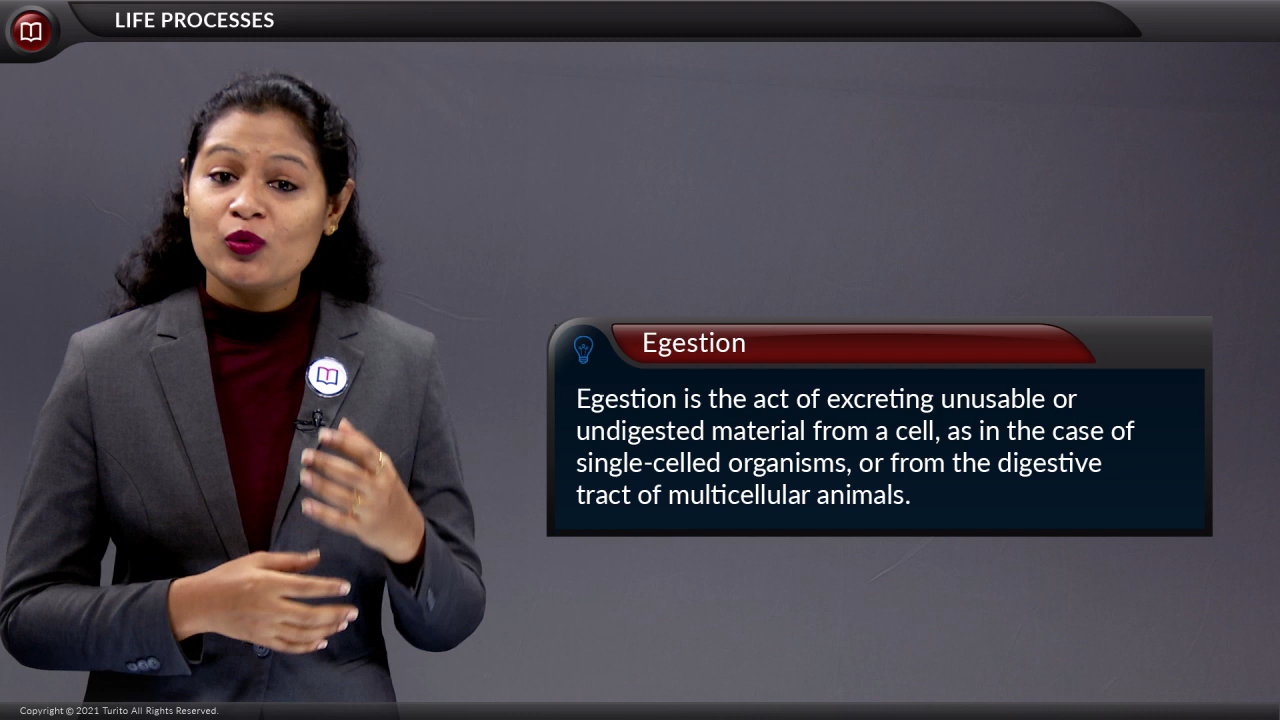 LIFE PROCESSES
Egestion
Egestion is the act of excreting unusable or
undigested material from a cell, as in the case of
single-celled organisms, or from the digestive
tract of multicellular animals.
Copyright © 2021 Turito All Rights Reserved.